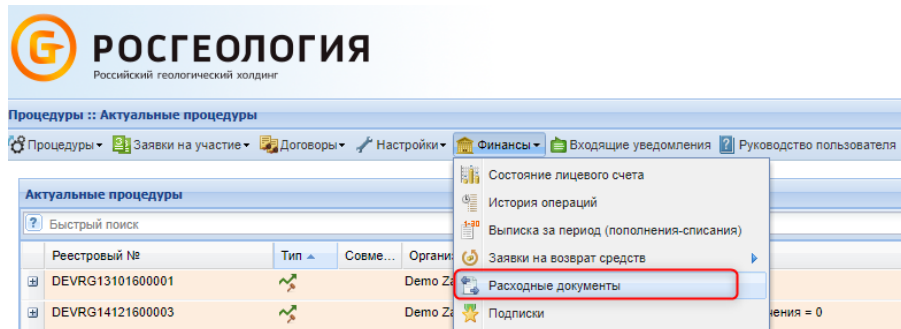 РОСГЕОЛОГИЯ
Российский геологический холдинг
Процедуры :: Актуальные процедуры
Процедуры Заявки на участие Договоры Настройки Финансы Входящие уведомления Руководство пользователя
Состояние лицевого счета
Актуальные процедуры
История операций
Быстрый поиск
Выписка за период (пополнения-списания)
Реестровый № Тип Совме... Органи
Заявки на возврат средств
DEVRG13101600001 Demo Za
Расходные документы
DEVRG14121600003 Demo Za
Подписки
чения = 0